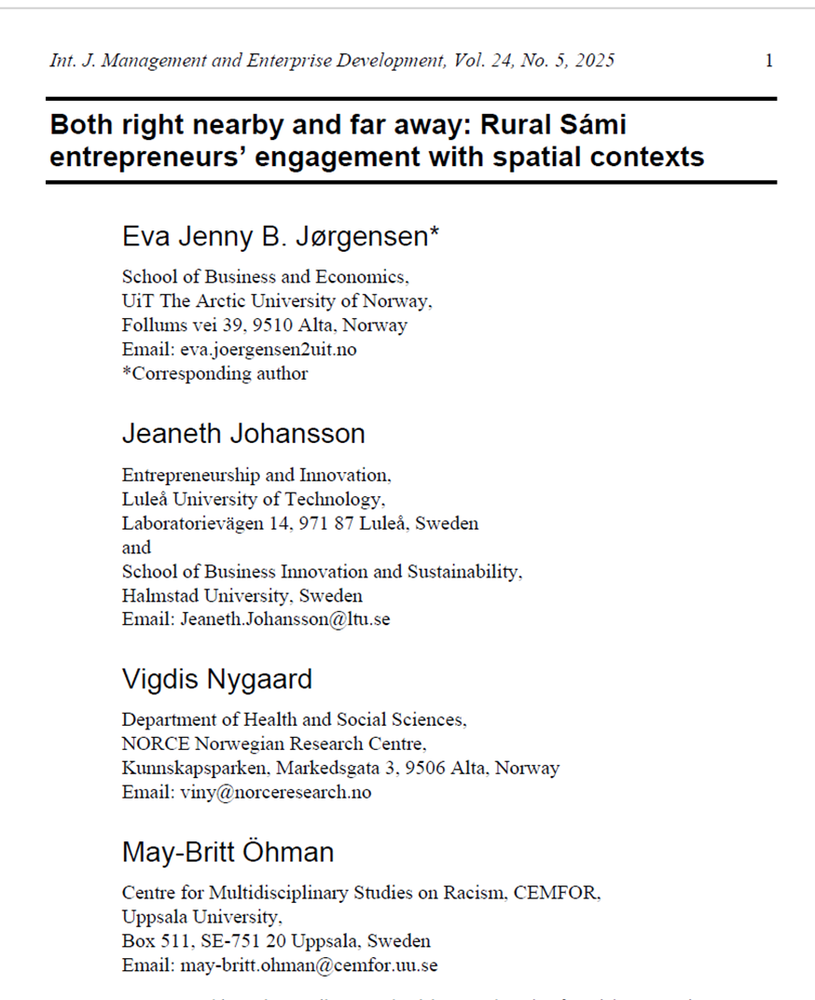 Int. J. Management and Enterprise Development, Vol. 24, No. 5, 2025 1
Both right nearby and far away: Rural Sámi
entrepreneurs’ engagement with spatial contexts
Eva Jenny B. Jørgensen*
School of Business and Economics,
UiT The Arctic University of Norway,
Follums vei 39, 9510 Alta, Norway
Email: eva.joergensen2uit.no
*Corresponding author
Jeaneth Johansson
Entrepreneurship and Innovation,
Luleå University of Technology,
Laboratorievägen 14, 971 87 Luleå, Sweden
and
School of Business Innovation and Sustainability,
Halmstad University, Sweden
Email: Jeaneth.Johansson@ltu.se
Vigdis Nygaard
Department of Health and Social Sciences,
NORCE Norwegian Research Centre,
Kunnskapsparken, Markedsgata 3, 9506 Alta, Norway
Email: viny@norceresearch.no
May-Britt Öhman
Centre for Multidisciplinary Studies on Racism, CEMFOR,
Uppsala University,
Box 511, SE-751 20 Uppsala, Sweden
Email: may-britt.ohman@cemfor.uu.se